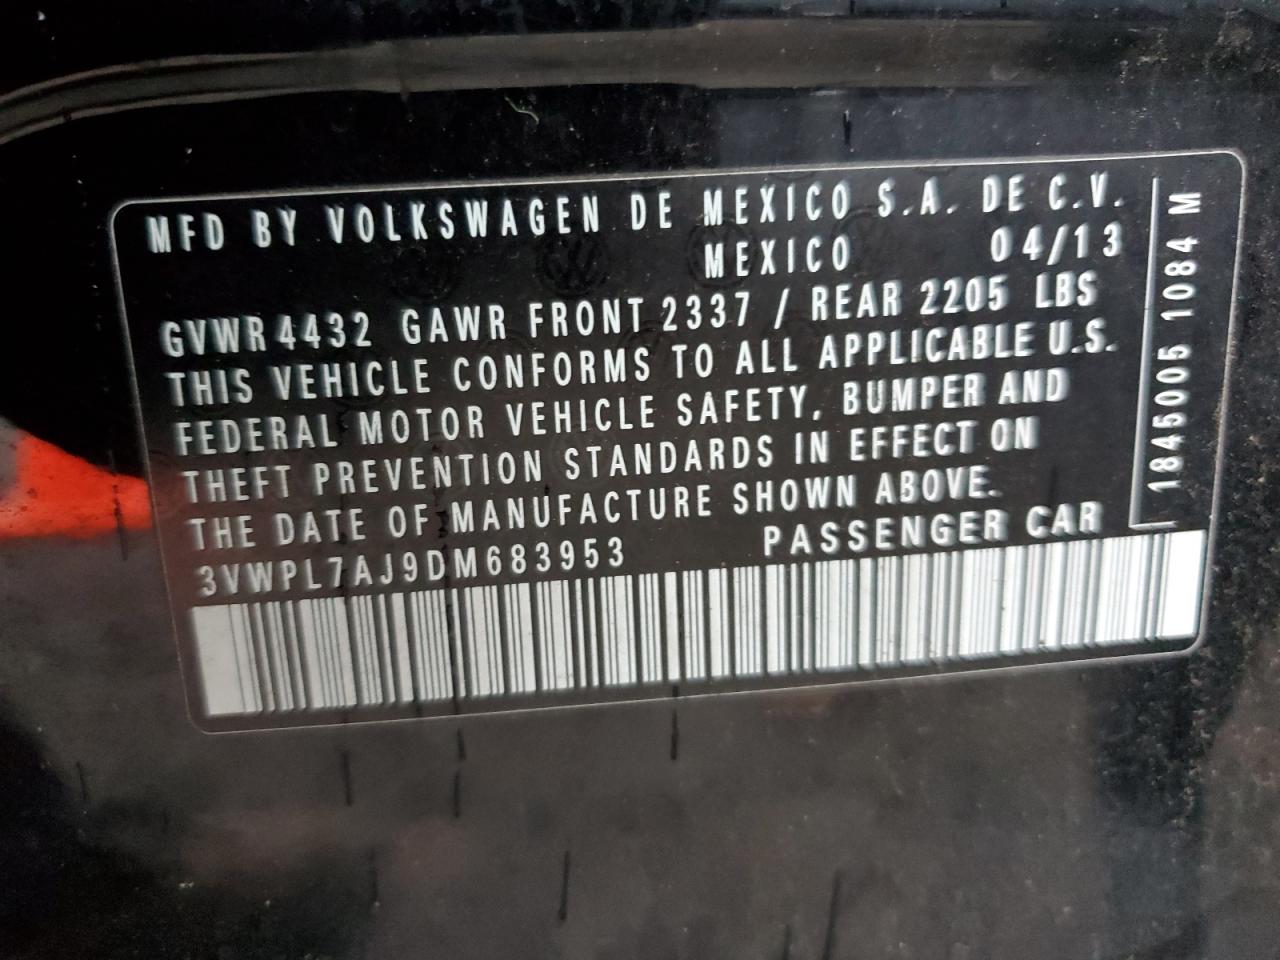 MFD BY VOLKSWAGEN DE MEXICO S.A. DE C.V.
MEXICO 04/13
GVWR 4432 GAWR FRONT 2337 / REAR 2205 LBS
THIS VEHICLE CONFORMS TO ALL APPLICABLE U.S.
FEDERAL MOTOR VEHICLE SAFETY, BUMPER AND
THEFT PREVENTION STANDARDS IN EFFECT ON
THE DATE OF MANUFACTURE SHOWN ABOVE.
3VWPL7AJ9DM683953 PASSENGER CAR
1845005 1084 M